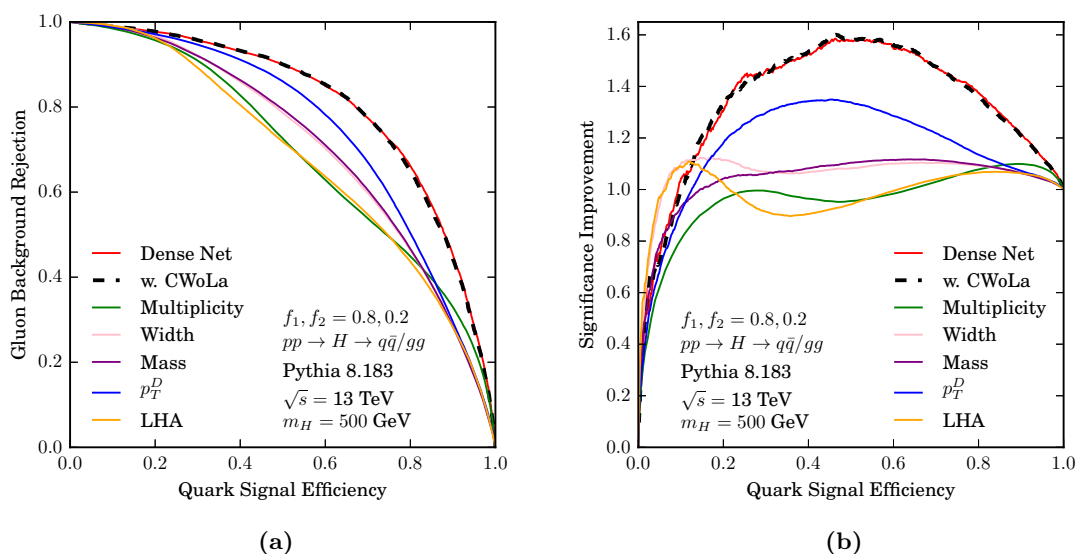 1.0
0.8
0.6
0.4
0.2
0.0
Gluon Background Rejection
Dense Net
w. CWoLa
Multiplicity
Width
Mass
p_T^D
LHA
f₁, f₂ = 0.8, 0.2
pp → H → qq̄/gg
Pythia 8.183
√s = 13 TeV
m_H = 500 GeV
0.0 0.2 0.4 0.6 0.8 1.0
Quark Signal Efficiency
(a)
1.6
1.4
1.2
1.0
0.8
0.6
0.4
0.2
0.0
Significance Improvement
Dense Net
w. CWoLa
Multiplicity
Width
Mass
p_T^D
LHA
f₁, f₂ = 0.8, 0.2
pp → H → qq̄/gg
Pythia 8.183
√s = 13 TeV
m_H = 500 GeV
0.0 0.2 0.4 0.6 0.8 1.0
Quark Signal Efficiency
(b)